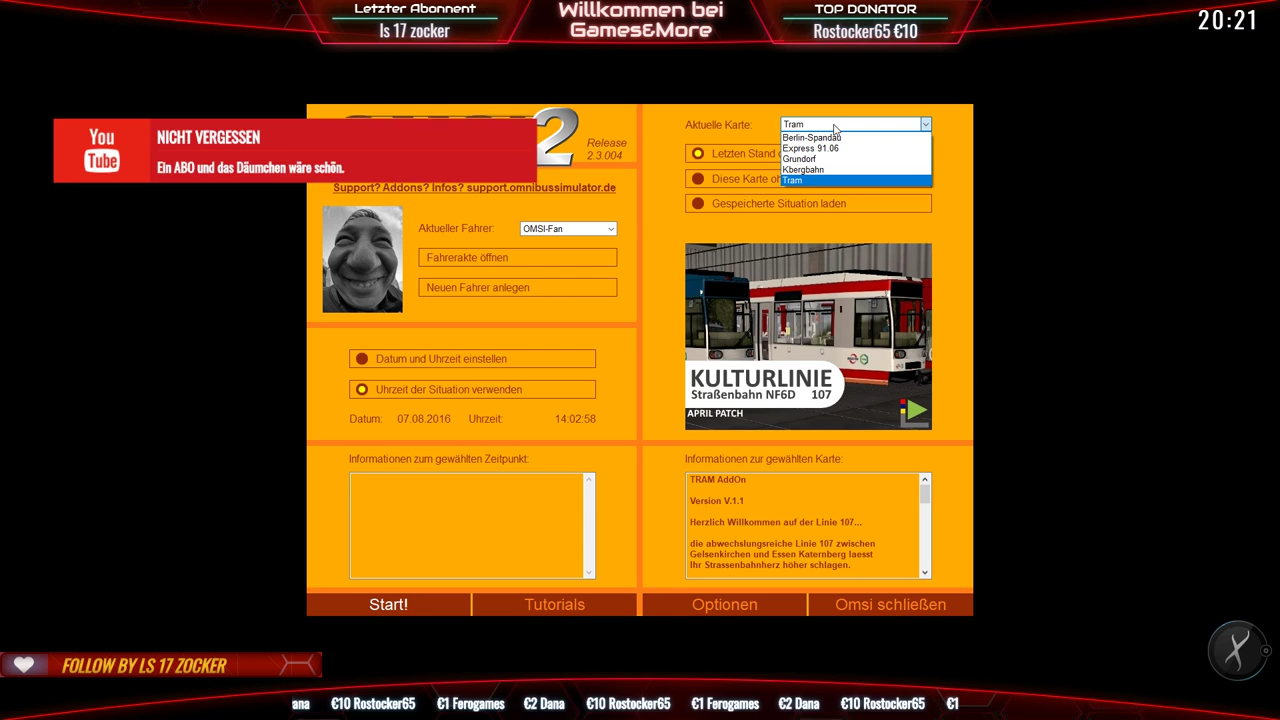 Letzter Abonnent
ls 17 zocker
Willkommen bei
Games&More
TOP DONATOR
Rostocker65 €10
20:21
You
Tube
NICHT VERGESSEN
Ein ABO und das Däumchen wäre schön.
2
Release
2.3.004
Support? Addons? Infos? support.omnibussimulator.de
Aktueller Fahrer:
OMSI-Fan
Fahrerakte öffnen
Neuen Fahrer anlegen
Datum und Uhrzeit einstellen
Uhrzeit der Situation verwenden
Datum: 07.08.2016 Uhrzeit: 14:02:58
Informationen zum gewählten Zeitpunkt:
Aktuelle Karte:
Tram
Berlin-Spandau
Express 91.06
Grundorf
Kbergbahn
Tram
Letzten Stand
Diese Karte
Gespeicherte Situation laden
KULTURLINIE
Straßenbahn NF6D 107
APRIL PATCH
Informationen zur gewählten Karte:
TRAM AddOn
Version V.1.1
Herzlich Willkommen auf der Linie 107...
die abwechslungsreiche Linie 107 zwischen
Gelsenkirchen und Essen Katernberg laesst
Ihr Strassenbahnherz höher schlagen.
Start!
Tutorials
Optionen
Omsi schließen
FOLLOW BY LS 17 ZOCKER
ana €10 Rostocker65 €1 Ferogames €2 Dana €10 Rostocker65 €1 Ferogames €2 Dana €10 Rostocker65 €1